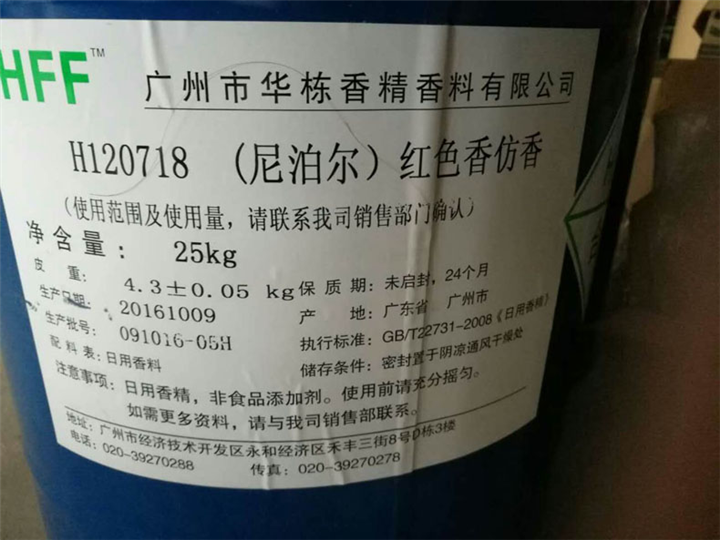 HFF™
广州市华栋香精香料有限公司
H120718 (尼泊尔) 红色香仿香
(使用范围及使用量，请联系我司销售部门确认)
净含量: 25kg
皮 重: 4.3±0.05 kg
保质期: 未启封,24个月
生产日期: 20161009
产 地: 广东省 广州市
生产批号: 091016-05H
执行标准: GB/T22731-2008《日用香精》
配料表: 日用香料
储存条件: 密封置于阴凉通风干燥处
注意事项: 日用香精，非食品添加剂。使用前请充分摇匀。
如需更多资料，请与我司销售部联系。
地址: 广州市经济技术开发区永和经济区禾丰三街8号D栋3楼
电话: 020-39270288 传真: 020-39270278